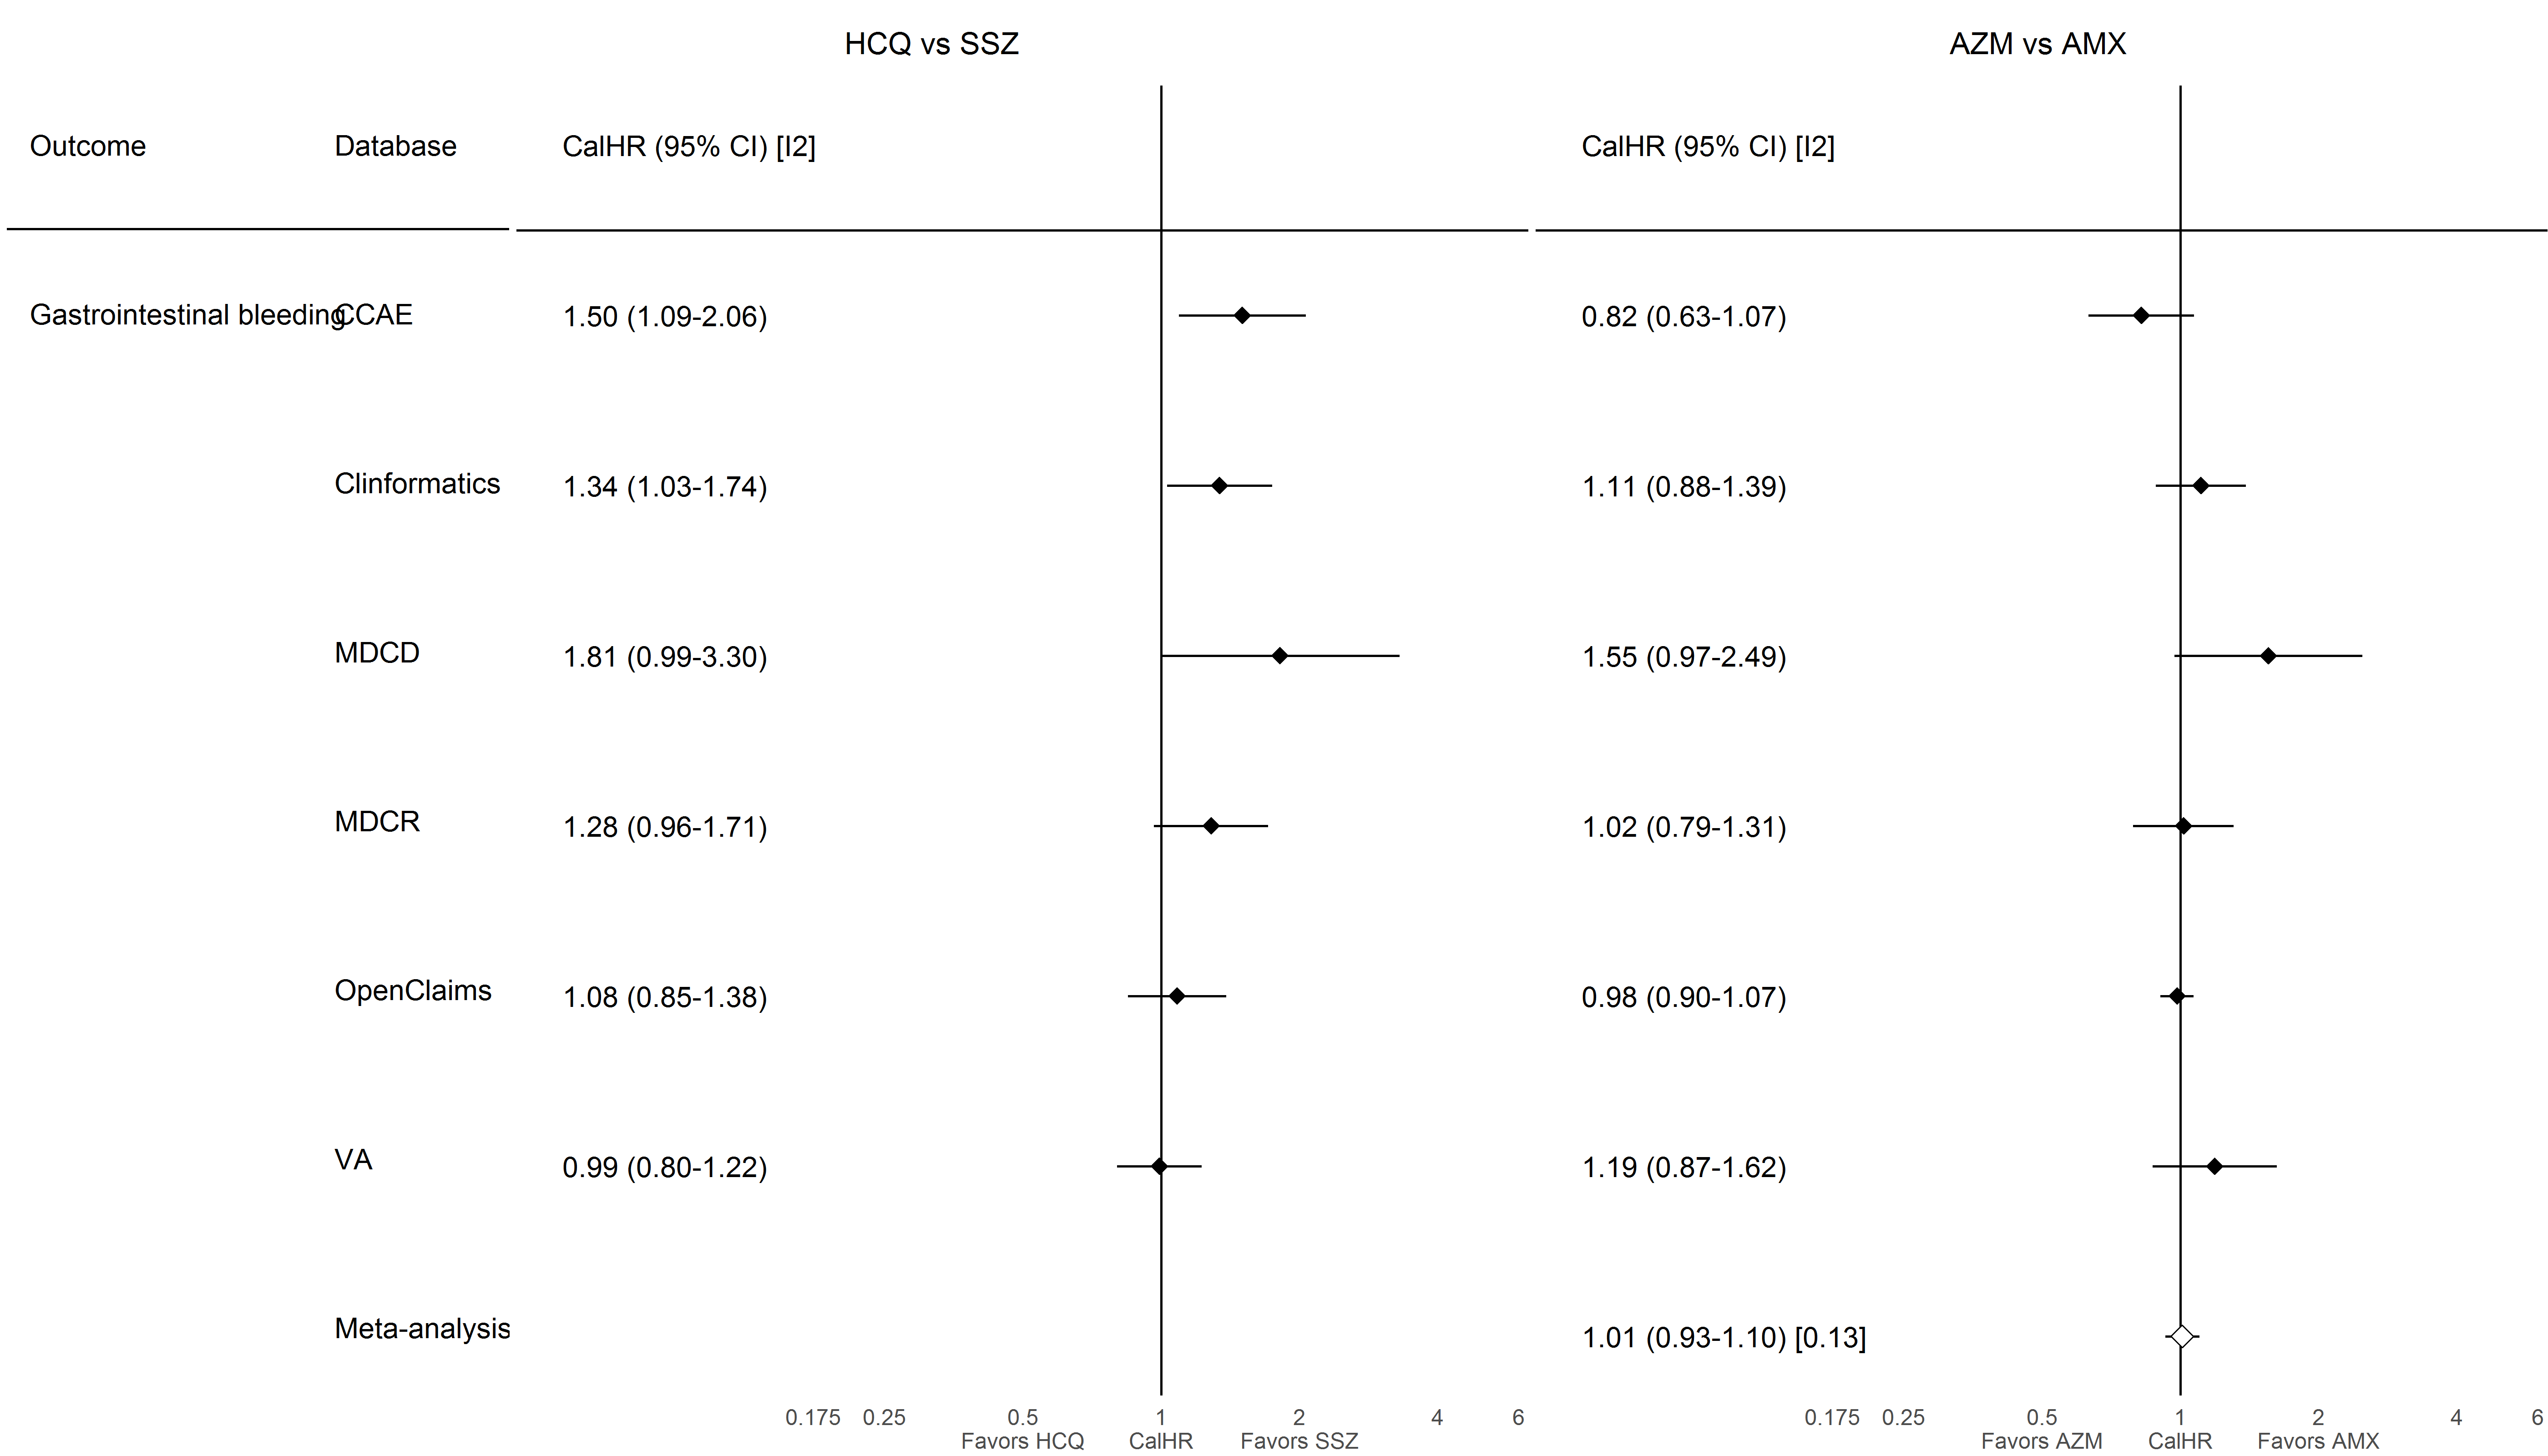 HCQ vs SSZ AZM vs AMX
Outcome Database CalHR (95% CI) [I2] CalHR (95% CI) [I2]
Gastrointestinal bleeding CCAE 1.50 (1.09-2.06) 0.82 (0.63-1.07)
Clinformatics 1.34 (1.03-1.74) 1.11 (0.88-1.39)
MDCD 1.81 (0.99-3.30) 1.55 (0.97-2.49)
MDCR 1.28 (0.96-1.71) 1.02 (0.79-1.31)
OpenClaims 1.08 (0.85-1.38) 0.98 (0.90-1.07)
VA 0.99 (0.80-1.22) 1.19 (0.87-1.62)
Meta-analysis 1.01 (0.93-1.10) [0.13]
0.175 0.25 0.5 1 2 4 6 0.175 0.25 0.5 1 2 4 6
Favors HCQ CalHR Favors SSZ Favors AZM CalHR Favors AMX